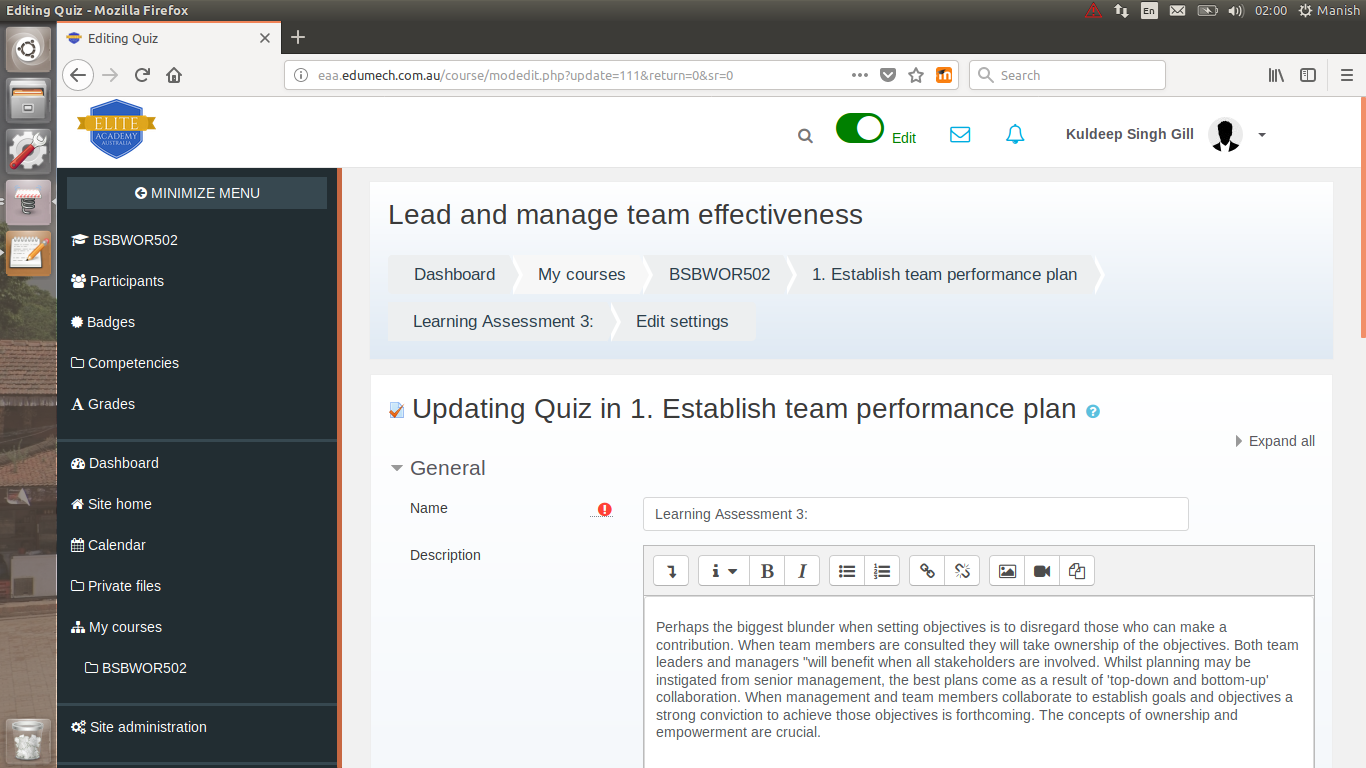 Editing Quiz - Mozilla Firefox
En
02:00
Manish
Editing Quiz
eaa.edumech.com.au/course/modedit.php?update=111&return=0&sr=0
Search
ELITE
ACADEMY
AUSTRALIA
Edit
Kuldeep Singh Gill
MINIMIZE MENU
BSBWOR502
Participants
Badges
Competencies
Grades
Dashboard
Site home
Calendar
Private files
My courses
BSBWOR502
Site administration
Lead and manage team effectiveness
Dashboard
My courses
BSBWOR502
1. Establish team performance plan
Learning Assessment 3:
Edit settings
Updating Quiz in 1. Establish team performance plan
Expand all
General
Name
Learning Assessment 3:
Description
Perhaps the biggest blunder when setting objectives is to disregard those who can make a
contribution. When team members are consulted they will take ownership of the objectives. Both team
leaders and managers "will benefit when all stakeholders are involved. Whilst planning may be
instigated from senior management, the best plans come as a result of 'top-down and bottom-up'
collaboration. When management and team members collaborate to establish goals and objectives a
strong conviction to achieve those objectives is forthcoming. The concepts of ownership and
empowerment are crucial.